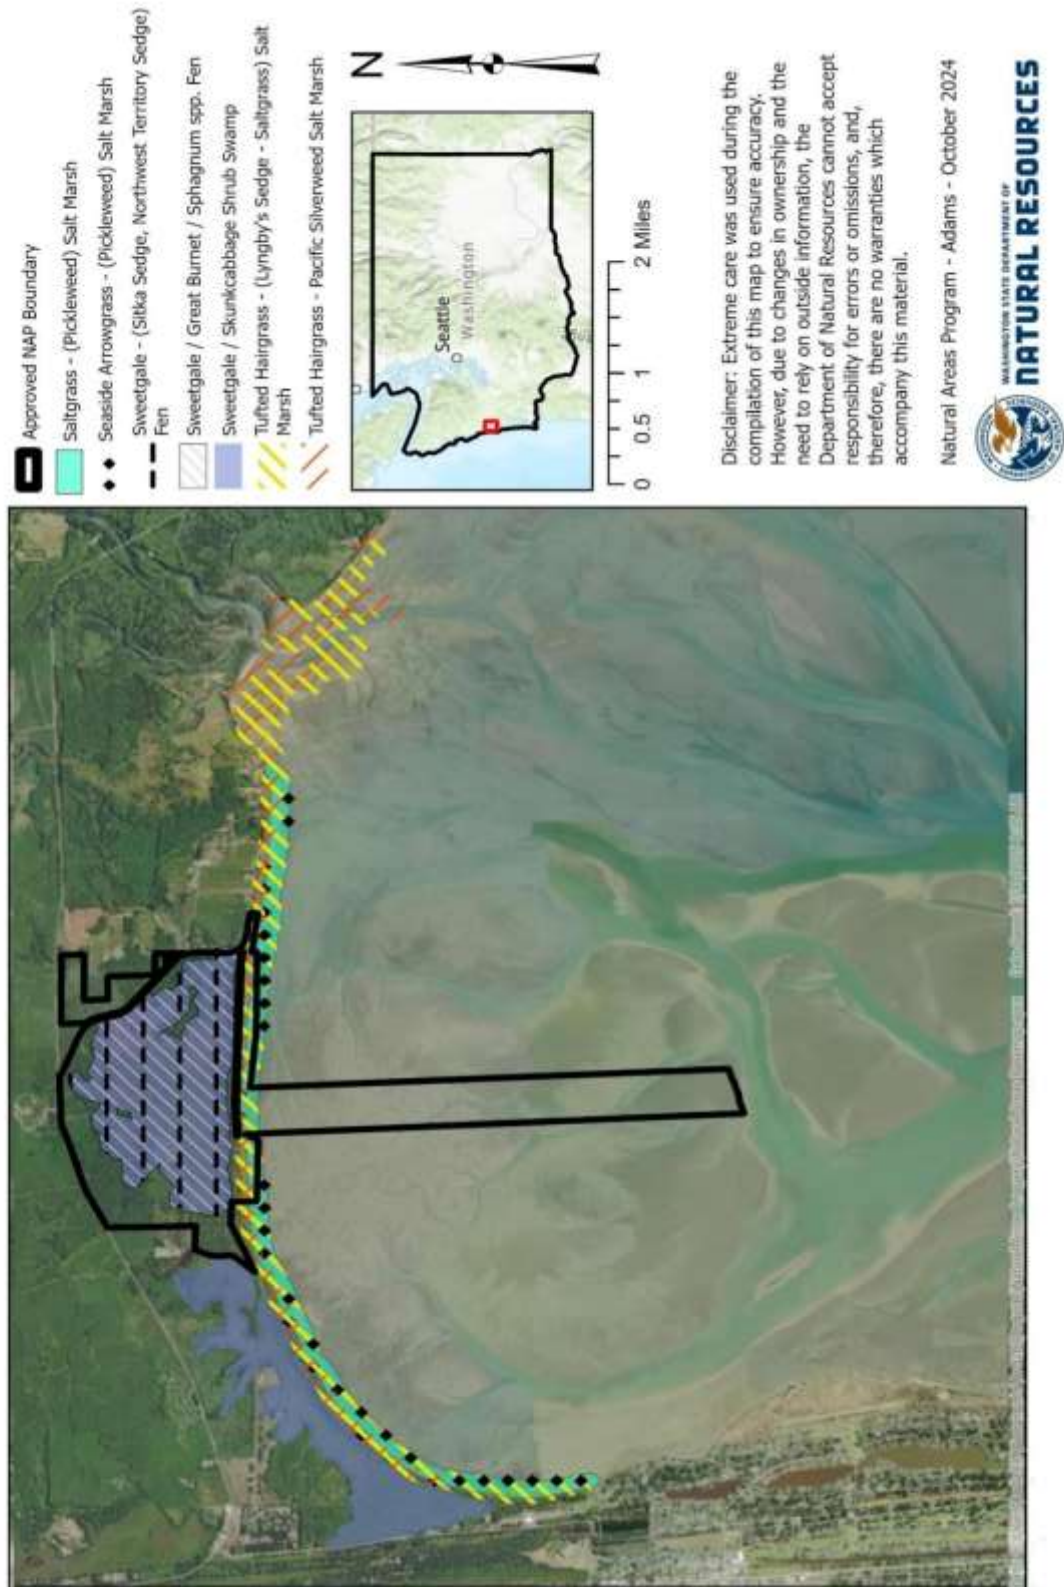 Approved NAP Boundary
Saltgrass - (Pickleweed) Salt Marsh
Seaside Arrowgrass - (Pickleweed) Salt Marsh
Sweetgale - (Sitka Sedge, Northwest Territory Sedge)
Fen
Sweetgale / Great Burnet / Sphagnum spp. Fen
Sweetgale / Skunkcabbage Shrub Swamp
Tufted Hairgrass - (Lyngby's Sedge - Saltgrass) Salt
Marsh
Tufted Hairgrass - Pacific Silverweed Salt Marsh
N
Seattle
Washington
0 0.5 1 2 Miles
Disclaimer: Extreme care was used during the
compilation of this map to ensure accuracy.
However, due to changes in ownership and the
need to rely on outside information, the
Department of Natural Resources cannot accept
responsibility for errors or omissions, and,
therefore, there are no warranties which
accompany this material.
Natural Areas Program - Adams - October 2024
WASHINGTON STATE DEPARTMENT OF
NATURAL RESOURCES